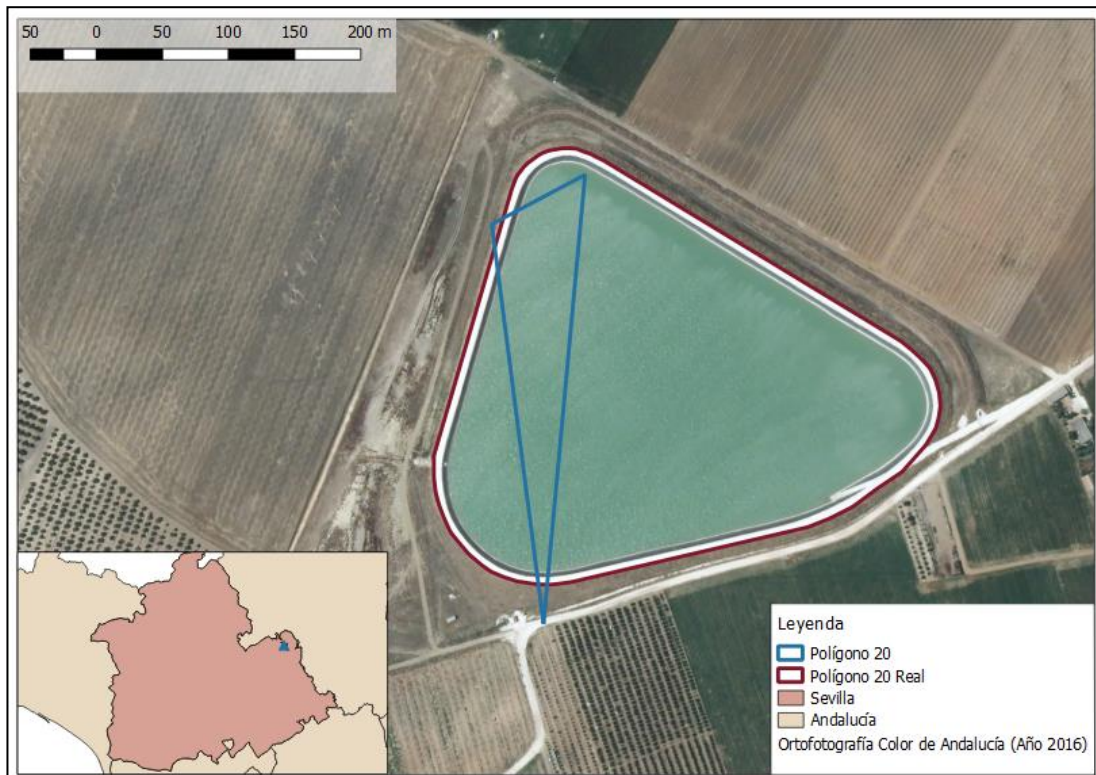 50 0 50 100 150 200 m
Leyenda
Polígono 20
Polígono 20 Real
Sevilla
Andalucía
Ortofotografía Color de Andalucía (Año 2016)